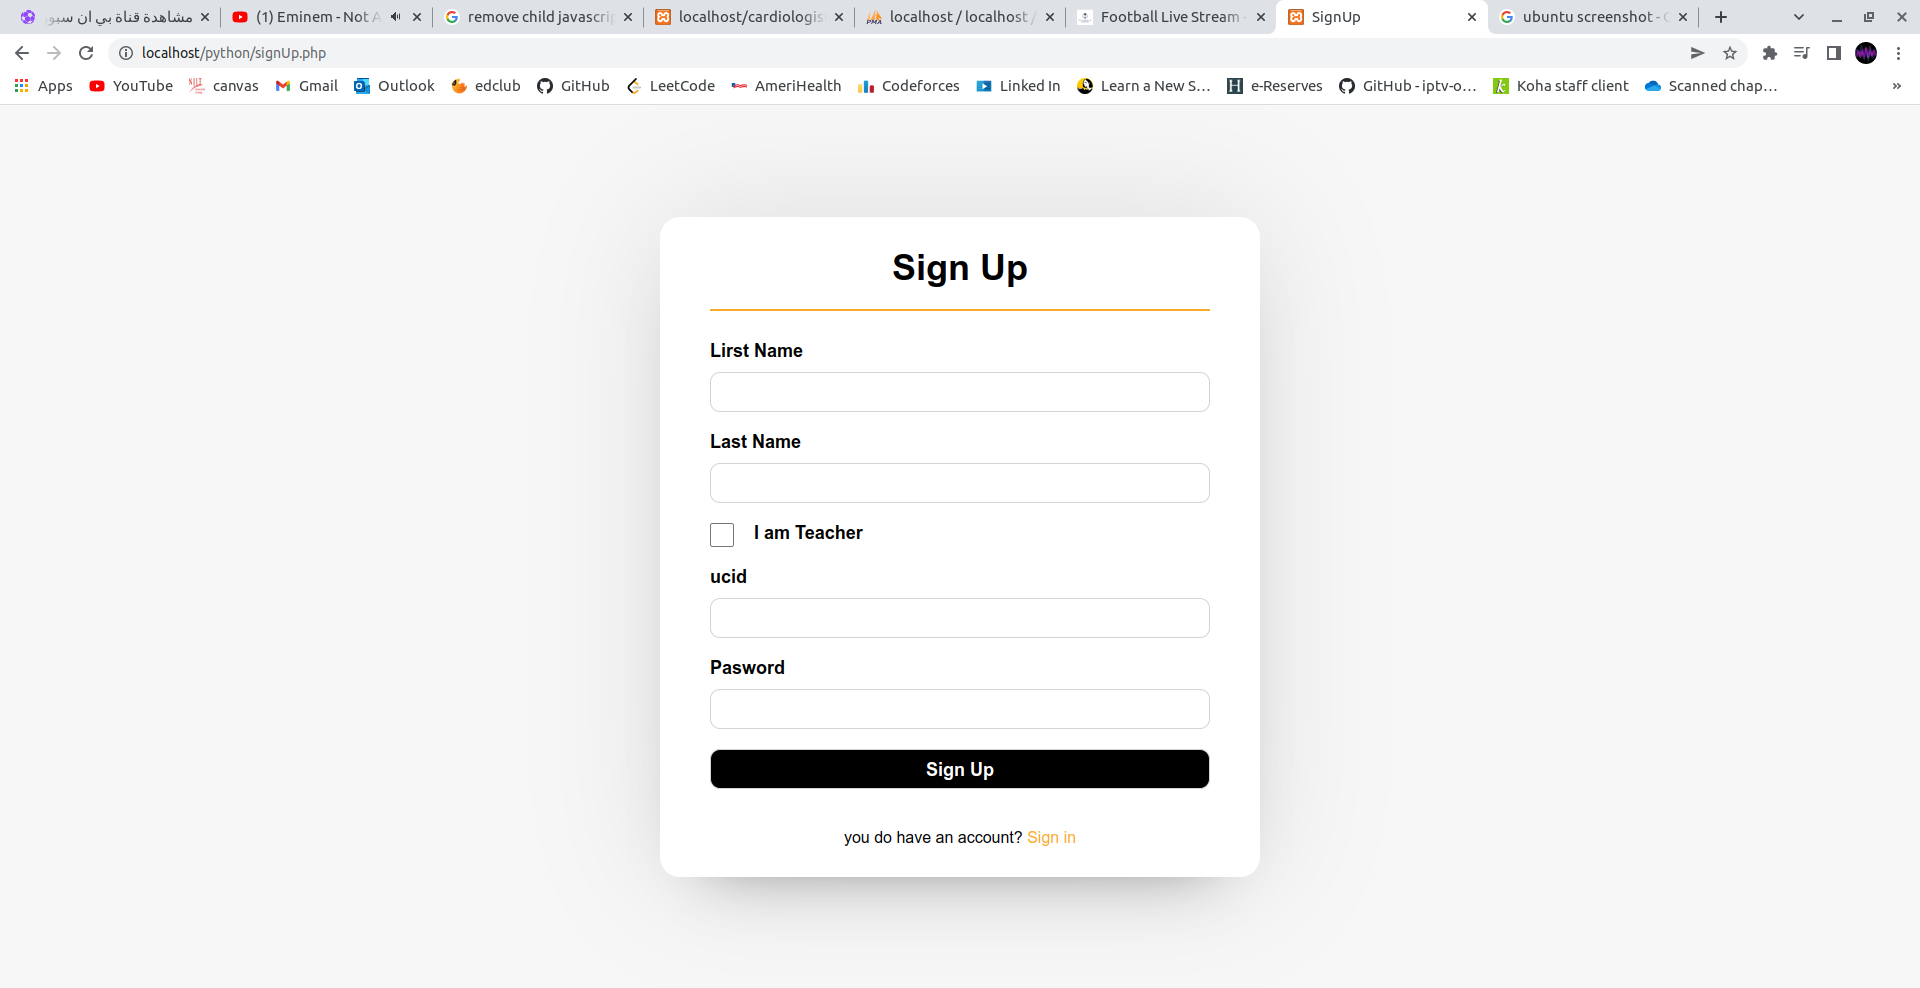 مشاهدة قناة بي ان سبور
(1) Eminem - Not A
remove child javascrip
localhost/cardiologis
localhost / localhost /
Football Live Stream -
SignUp
ubuntu screenshot - G
localhost/python/signUp.php
Apps
YouTube
canvas
Gmail
Outlook
edclub
GitHub
LeetCode
AmeriHealth
Codeforces
Linked In
Learn a New S...
e-Reserves
GitHub - iptv-o...
Koha staff client
Scanned chap...
Sign Up
Lirst Name
Last Name
I am Teacher
ucid
Pasword
Sign Up
you do have an account? Sign in